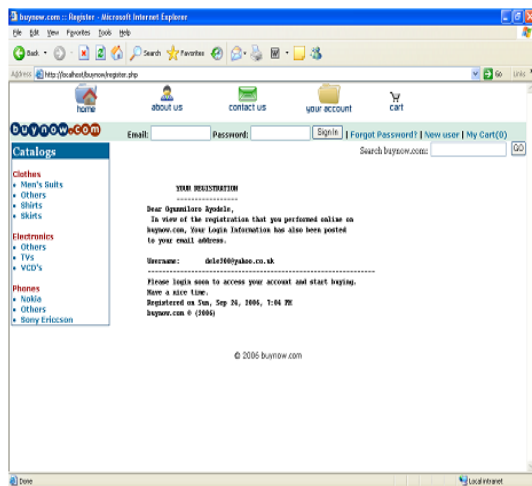 buynow.com :: Register - Microsoft Internet Explorer
File Edit View Favorites Tools Help
Back Search Favorites
Address http://localhost/buynow/register.php Go Links
home about us contact us your account cart
buynow.com
Email: Password: Signin | Forgot Password? | New user | My Cart(0)
Search buynow.com: GO
Catalogs
Clothes
Men's Suits
Others
Shirts
Skirts
Electronics
Others
TVs
VCD's
Phones
Nokia
Others
Sony Ericcson
YOUR REGISTRATION
------------------
Dear Ogunmiloro Ayodele,
In view of the registration that you performed online on
buynow.com, Your Login Information has also been posted
to your email address.
Username: dele300@yahoo.co.uk
Please login soon to access your account and start buying.
Have a nice time.
Registered on Sun, Sep 24, 2006, 7:04 PM
buynow.com © (2006)
© 2006 buynow.com
Done Local intranet